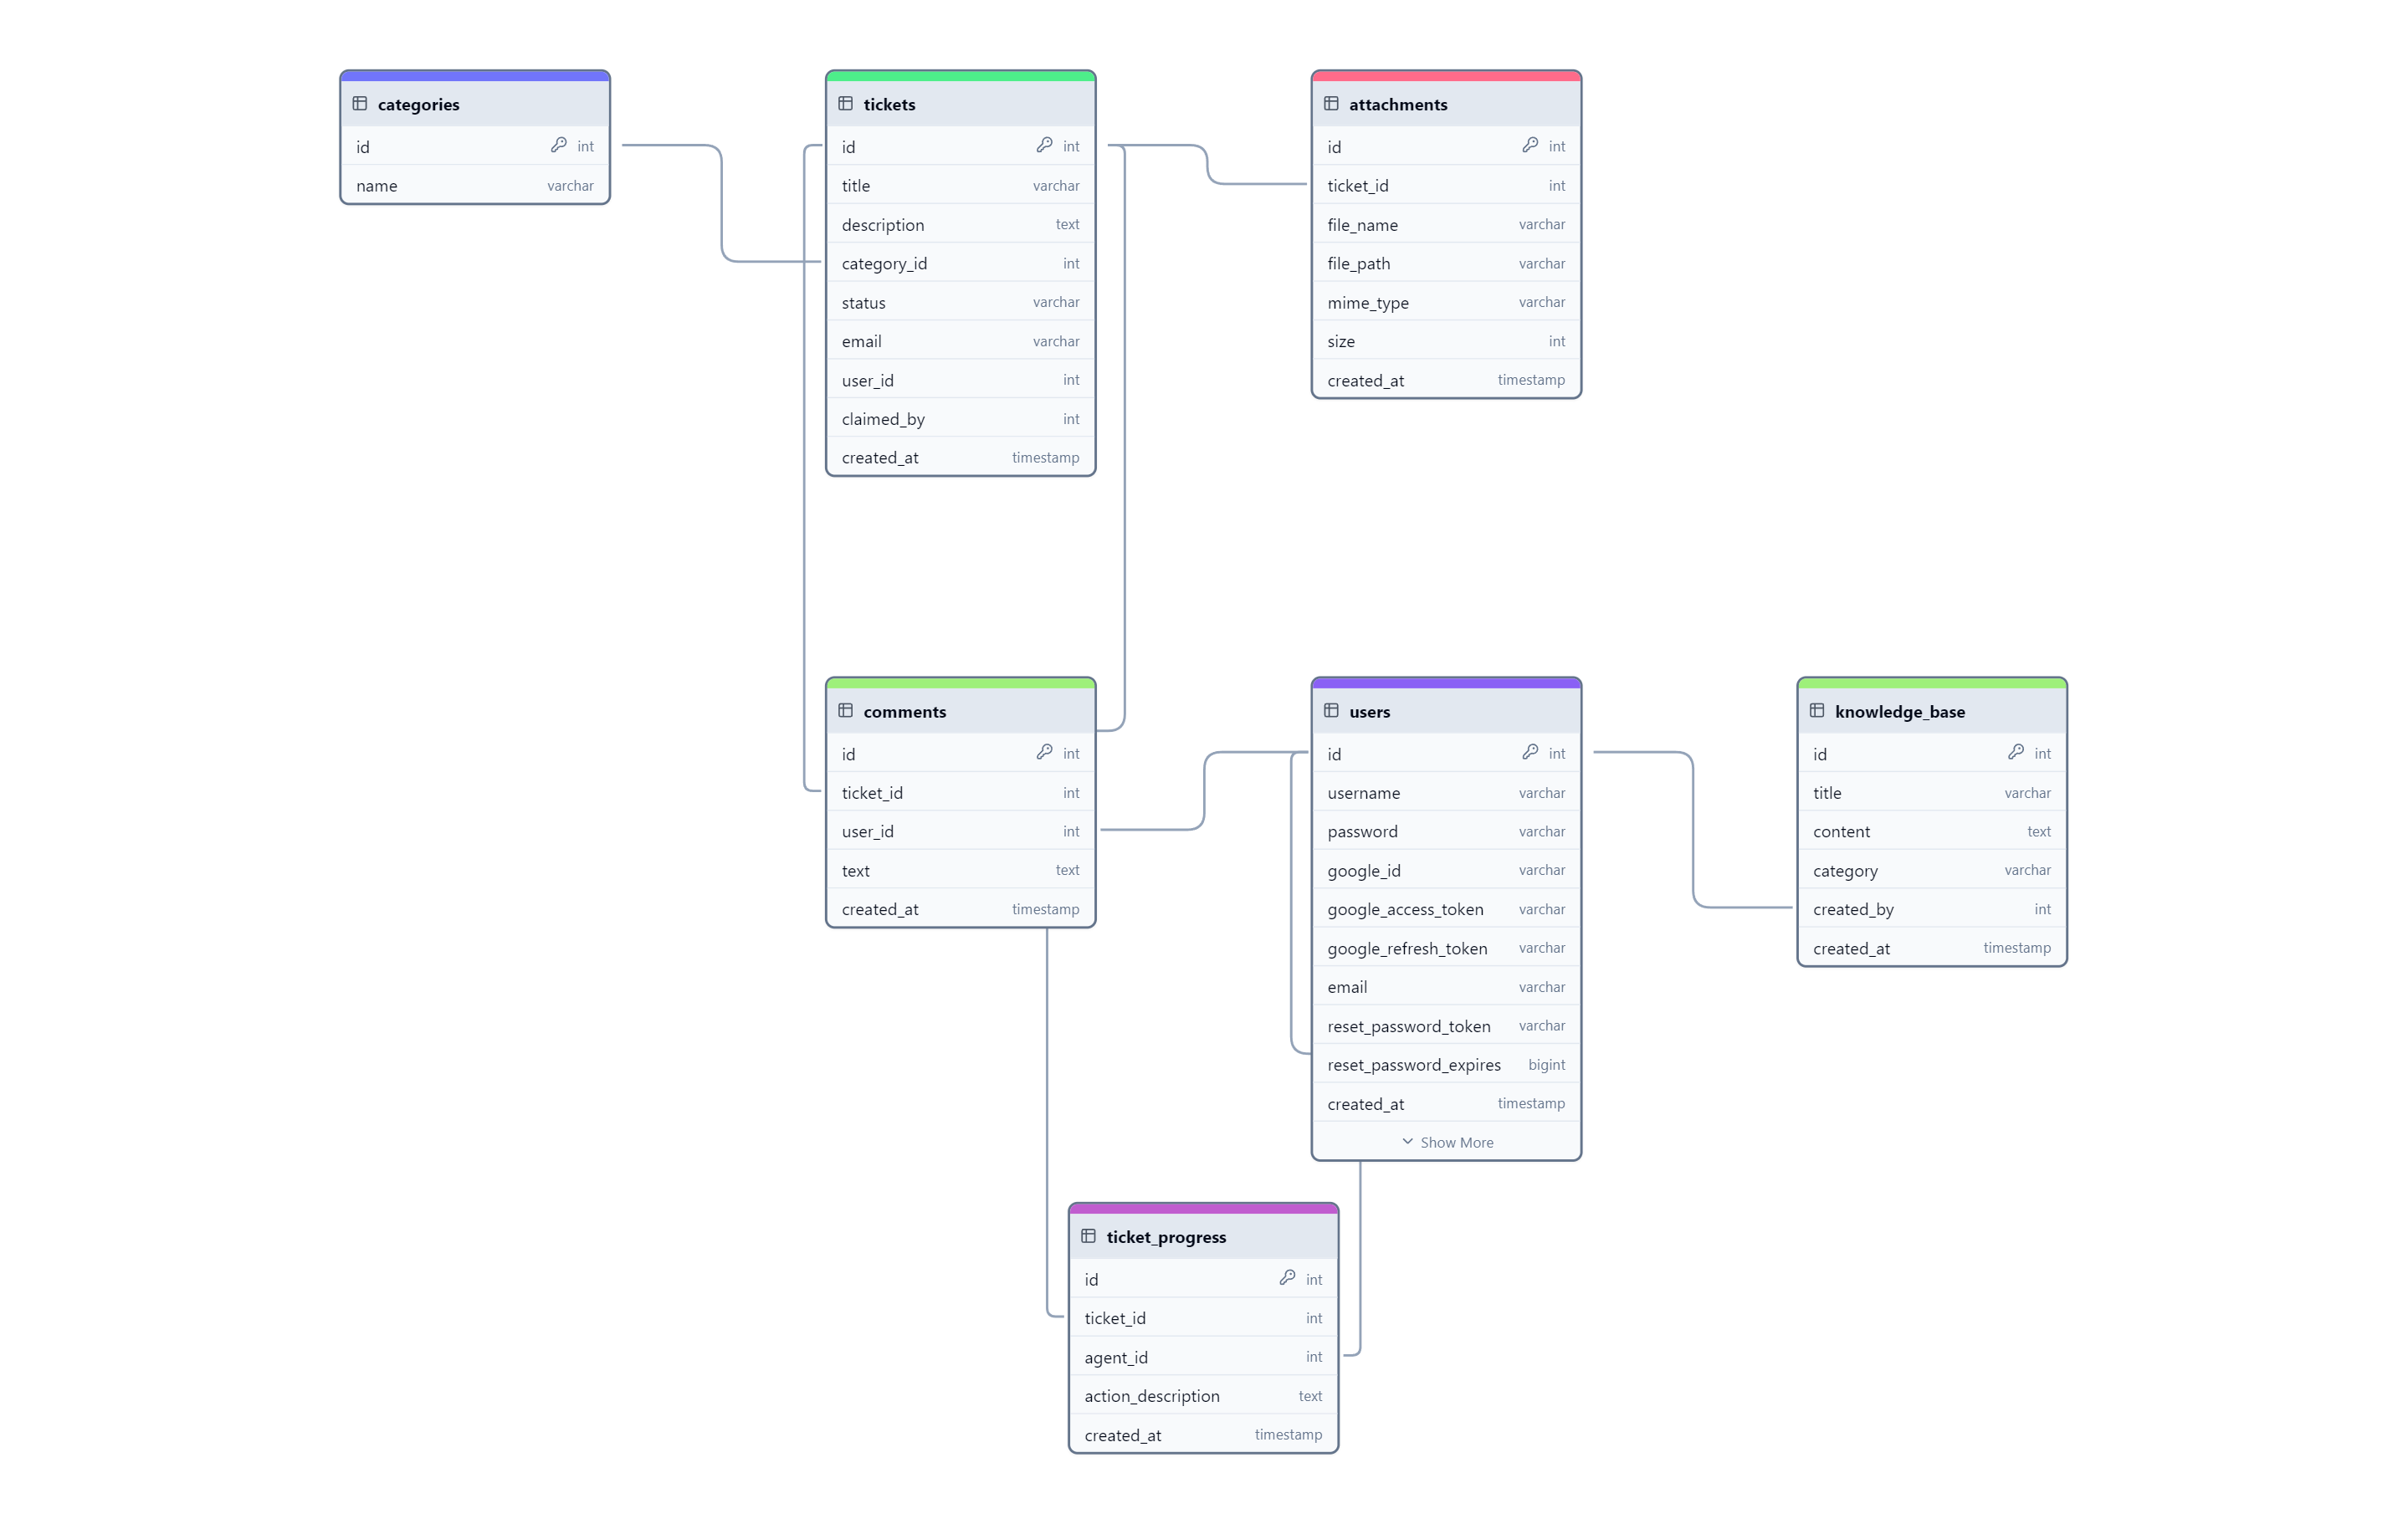 categories
id int
name varchar
tickets
id int
title varchar
description text
category_id int
status varchar
email varchar
user_id int
claimed_by int
created_at timestamp
attachments
id int
ticket_id int
file_name varchar
file_path varchar
mime_type varchar
size int
created_at timestamp
comments
id int
ticket_id int
user_id int
text text
created_at timestamp
users
id int
username varchar
password varchar
google_id varchar
google_access_token varchar
google_refresh_token varchar
email varchar
reset_password_token varchar
reset_password_expires bigint
created_at timestamp
Show More
knowledge_base
id int
title varchar
content text
category varchar
created_by int
created_at timestamp
ticket_progress
id int
ticket_id int
agent_id int
action_description text
created_at timestamp